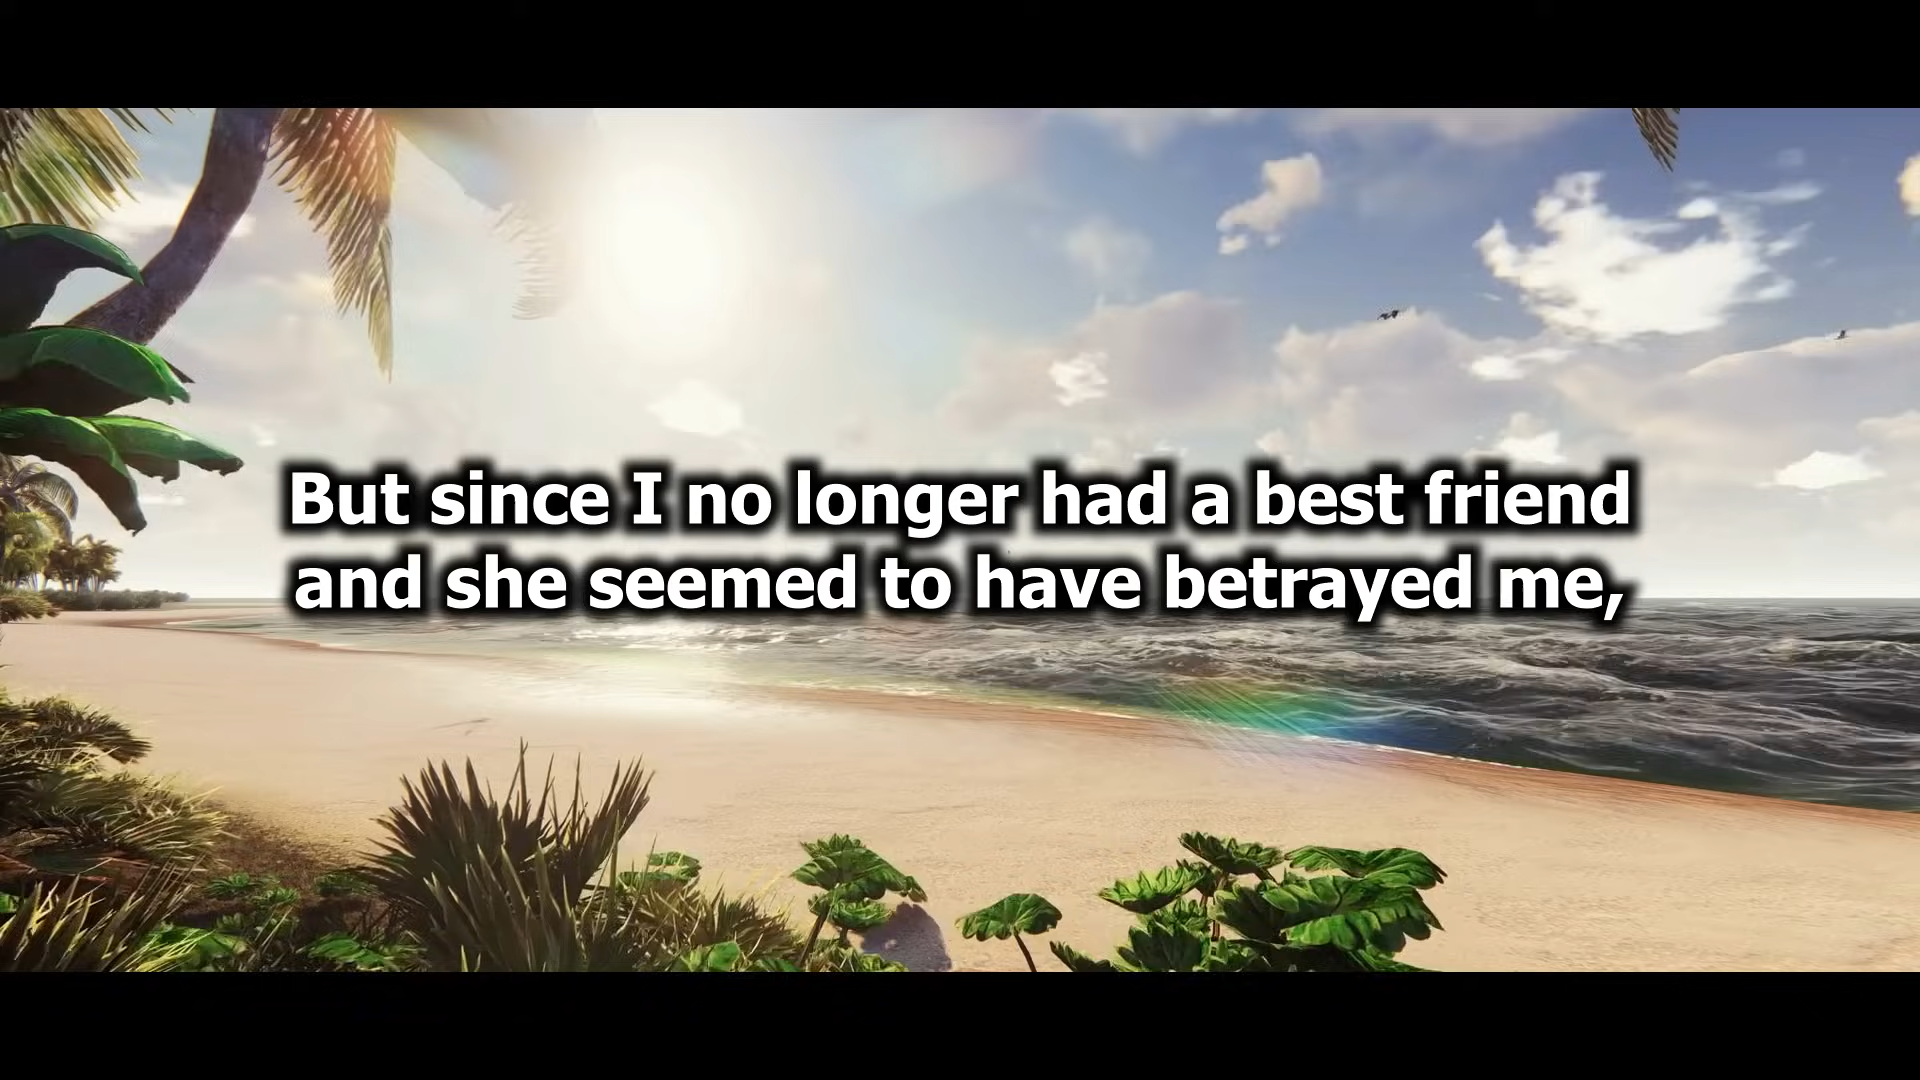 But since I no longer had a best friend
and she seemed to have betrayed me,